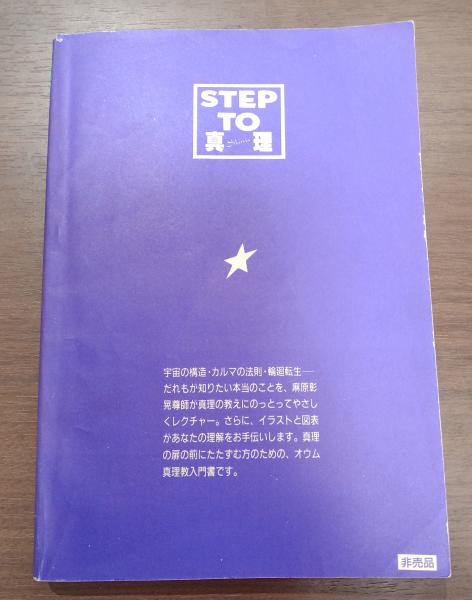 STEP
TO
真理
宇宙の構造・カルマの法則・輪廻転生—
だれもが知りたい本当のことを、麻原彰
晃尊師が真理の教えにのっとってやさし
くレクチャー。さらに、イラストと図表
があなたの理解をお手伝いします。真理
の扉の前にたたずむ方のための、オウム
真理教入門書です。
非売品